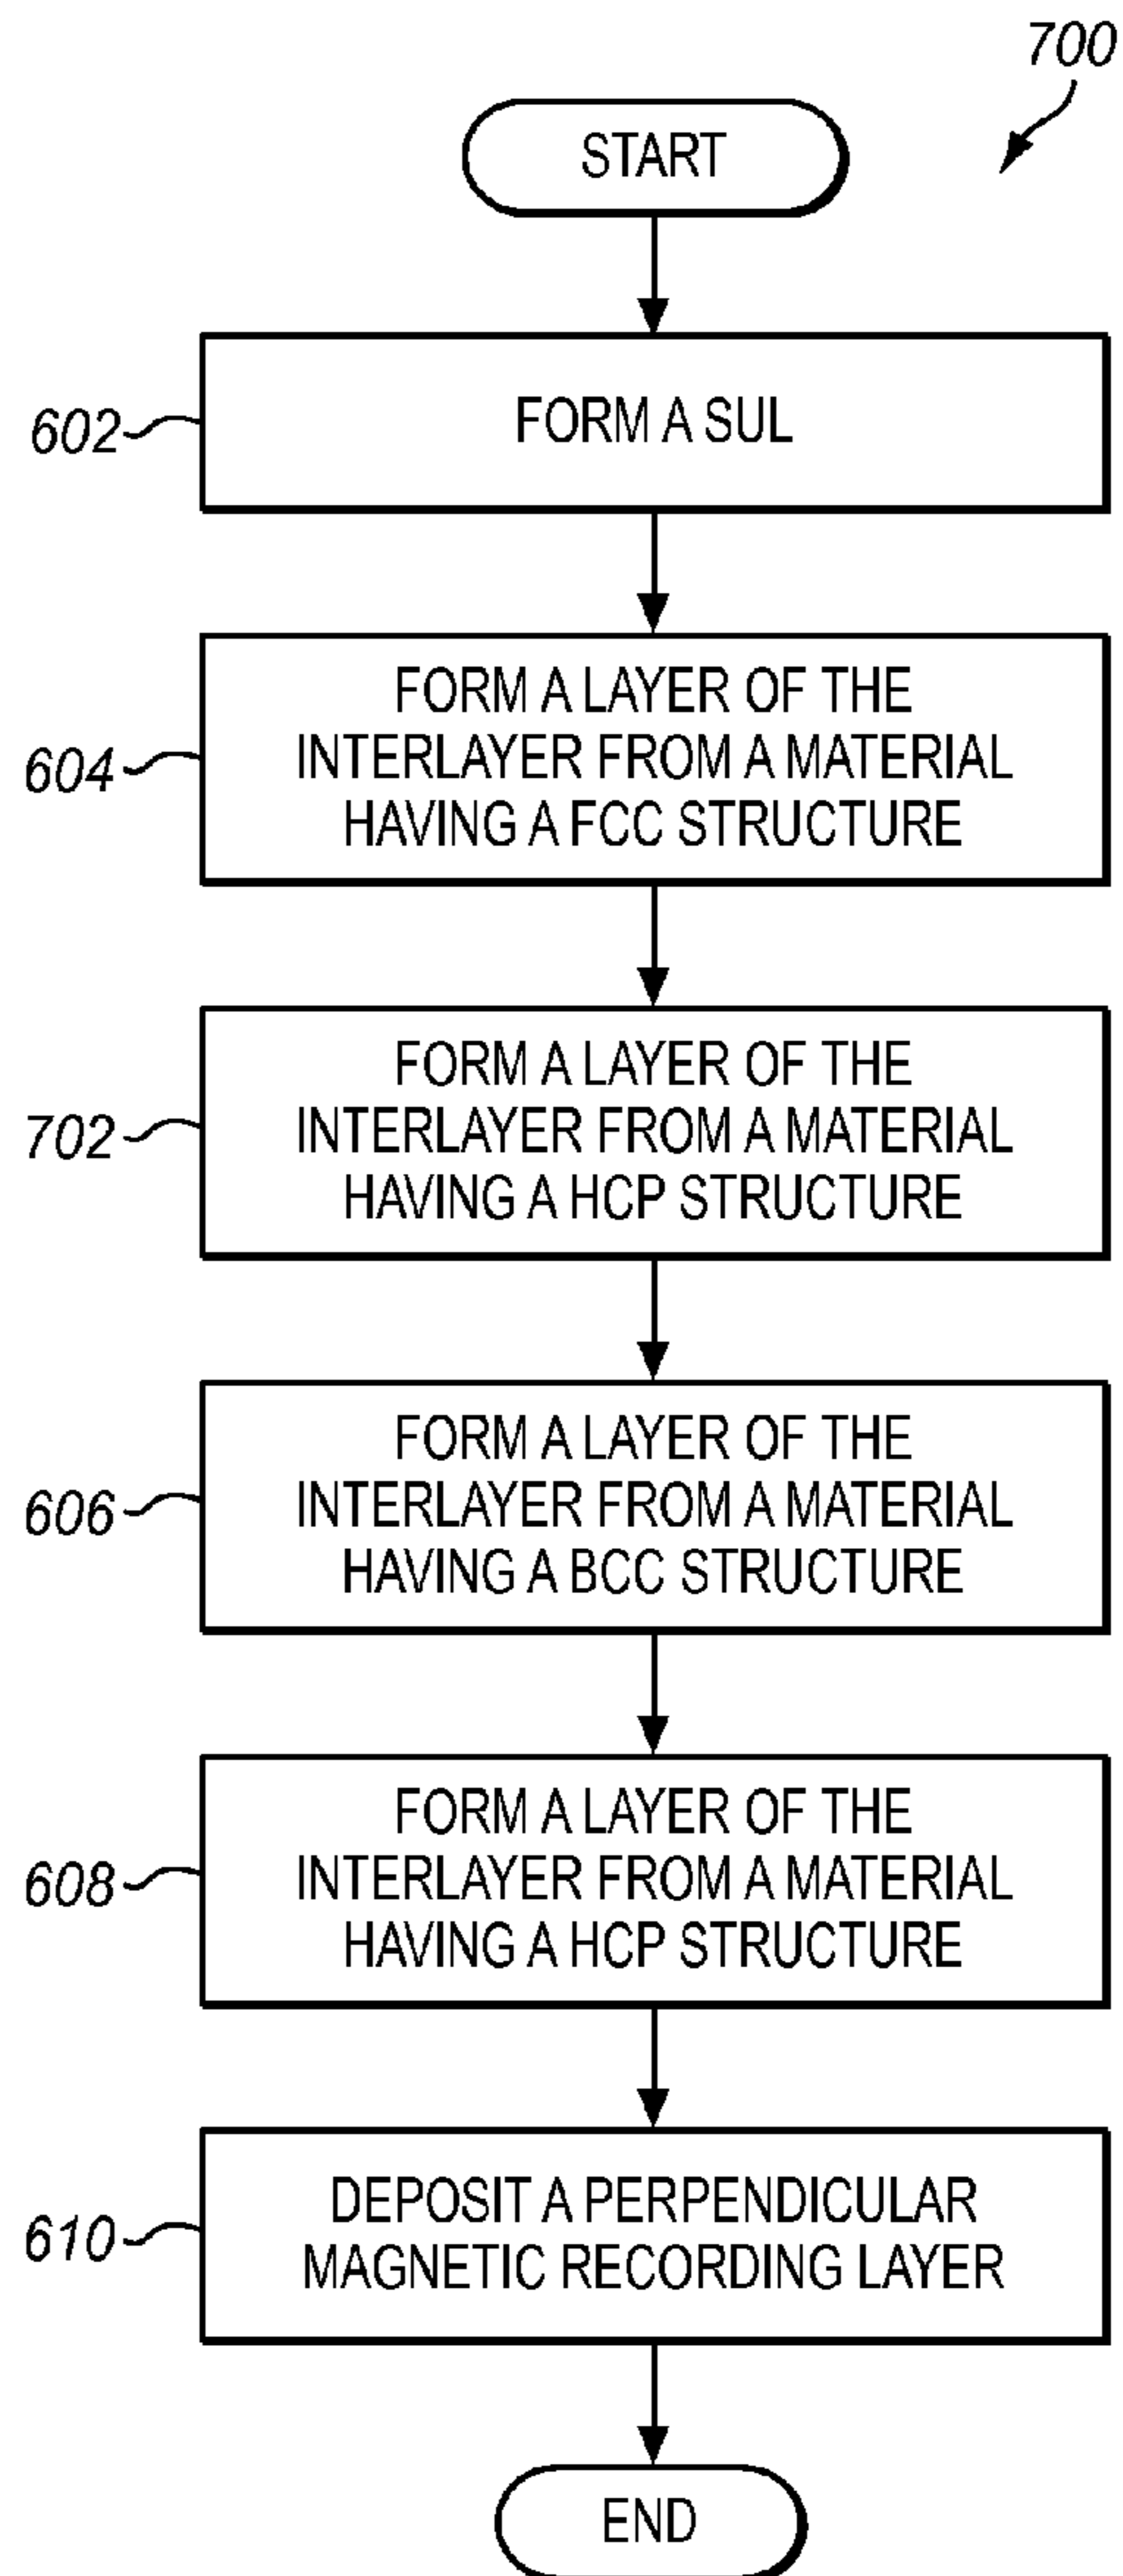 700
START
602
FORM A SUL
604
FORM A LAYER OF THE
INTERLAYER FROM A MATERIAL
HAVING A FCC STRUCTURE
702
FORM A LAYER OF THE
INTERLAYER FROM A MATERIAL
HAVING A HCP STRUCTURE
606
FORM A LAYER OF THE
INTERLAYER FROM A MATERIAL
HAVING A BCC STRUCTURE
608
FORM A LAYER OF THE
INTERLAYER FROM A MATERIAL
HAVING A HCP STRUCTURE
610
DEPOSIT A PERPENDICULAR
MAGNETIC RECORDING LAYER
END